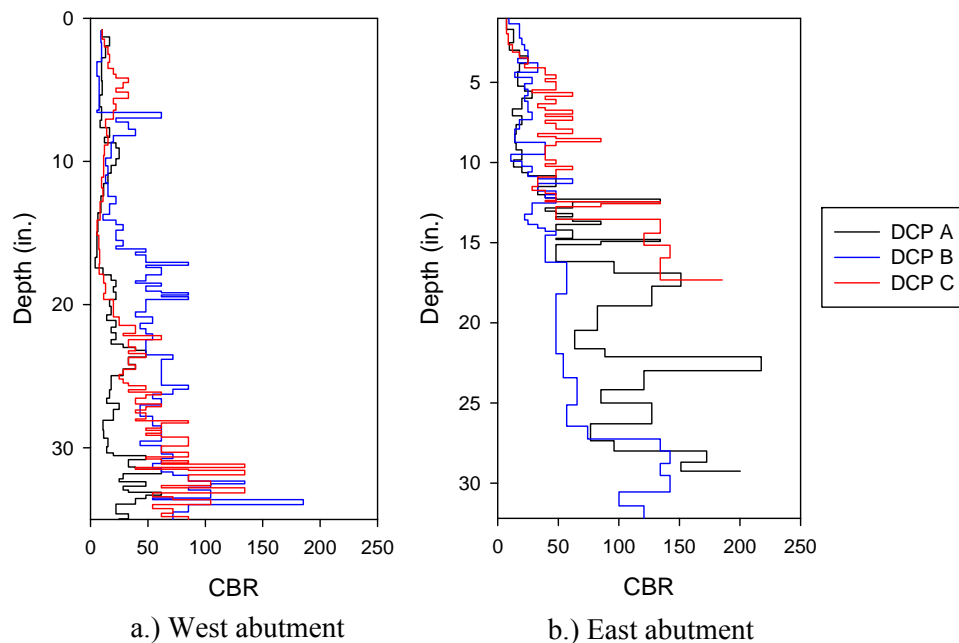 0
10
20
30
Depth (in.)
0 50 100 150 200 250
CBR
a.) West abutment
5
10
15
20
25
30
Depth (in.)
0 50 100 150 200 250
CBR
b.) East abutment
DCP A
DCP B
DCP C